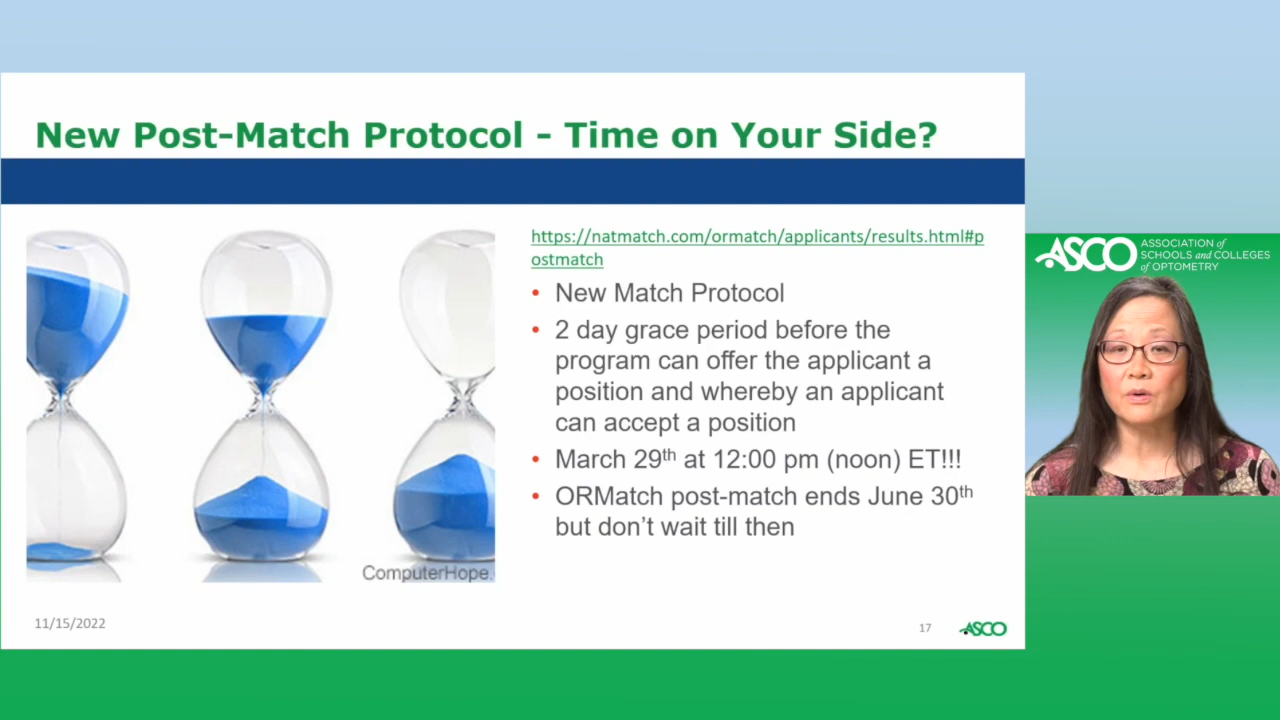 New Post-Match Protocol - Time on Your Side?
https://natmatch.com/ormatch/applicants/results.html#p
ostmatch
• New Match Protocol
• 2 day grace period before the
program can offer the applicant a
position and whereby an applicant
can accept a position
• March 29th at 12:00 pm (noon) ET!!!
• ORMatch post-match ends June 30th
but don't wait till then
ComputerHope.
11/15/2022
17
ASCO
ASCO
ASSOCIATION of
SCHOOLS and COLLEGES
of OPTOMETRY